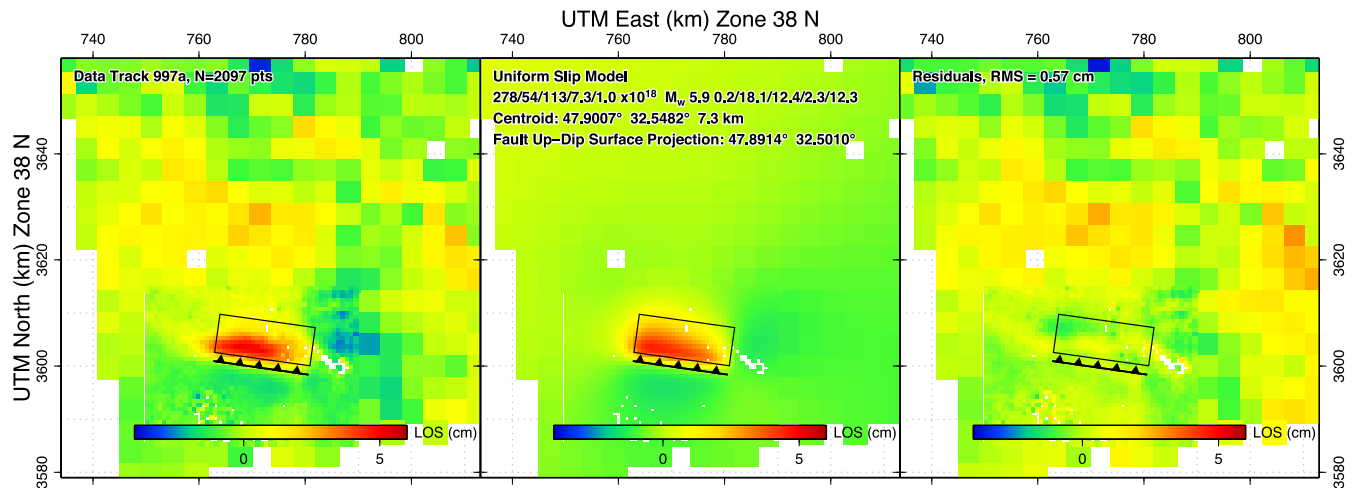 UTM East (km) Zone 38 N
740 760 780 800 740 760 780 800 740 760 780 800
Data Track 997a, N=2097 pts
Uniform Slip Model
278/54/113/7.3/1.0 x10¹⁸ Mw 5.9 0.2/18.1/12.4/2.3/12.3
Centroid: 47.9007° 32.5482° 7.3 km
Fault Up–Dip Surface Projection: 47.8914° 32.5010°
Residuals, RMS = 0.57 cm
UTM North (km) Zone 38 N
3640
3620
3600
3580
3640
3620
3600
3580
LOS (cm)
0 5
LOS (cm)
0 5
LOS (cm)
0 5